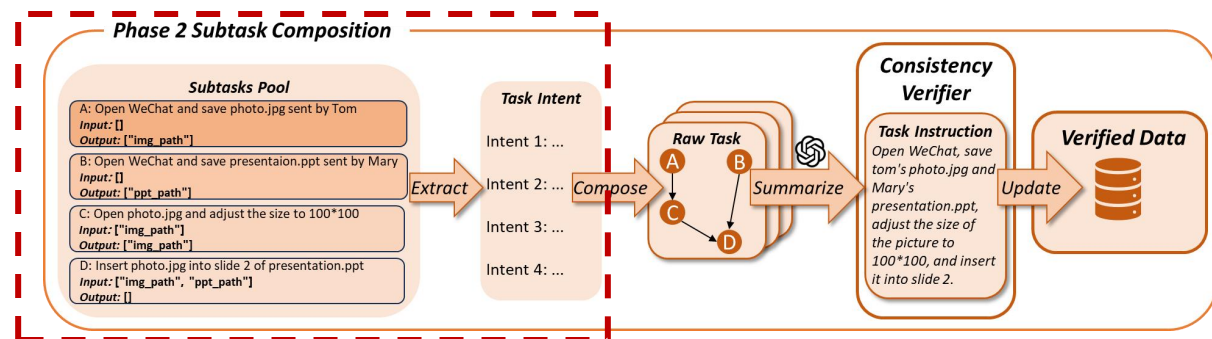 Phase 2 Subtask Composition
Subtasks Pool
A: Open WeChat and save photo.jpg sent by Tom
Input: []
Output: ["img_path"]
B: Open WeChat and save presentaion.ppt sent by Mary
Input: []
Output: ["ppt_path"]
C: Open photo.jpg and adjust the size to 100*100
Input: ["img_path"]
Output: ["img_path"]
D: Insert photo.jpg into slide 2 of presentation.ppt
Input: ["img_path", "ppt_path"]
Output: []
Extract
Task Intent
Intent 1: ...
Intent 2: ...
Intent 3: ...
Intent 4: ...
Compose
Raw Task
A
B
C
D
Summarize
Consistency
Verifier
Task Instruction
Open WeChat, save
tom's photo.jpg and
Mary's
presentation.ppt,
adjust the size of
the picture to
100*100, and insert
it into slide 2.
Update
Verified Data